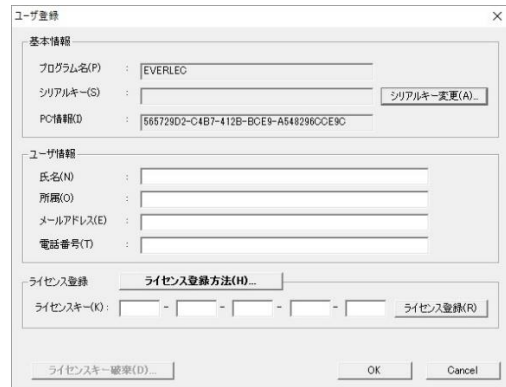 ユーザ登録
基本情報
プログラム名(P) : EVERLEC
シリアルキー(S) : シリアルキー変更(A)...
PC情報(I) : 565729D2-C4B7-412B-BCE9-A548296CCE9C
ユーザ情報
氏名(N) :
所属(O) :
メールアドレス(E) :
電話番号(T) :
ライセンス登録 ライセンス登録方法(H)...
ライセンスキー(K) : - - - - ライセンス登録(R)
ライセンスキー破棄(D)... OK Cancel